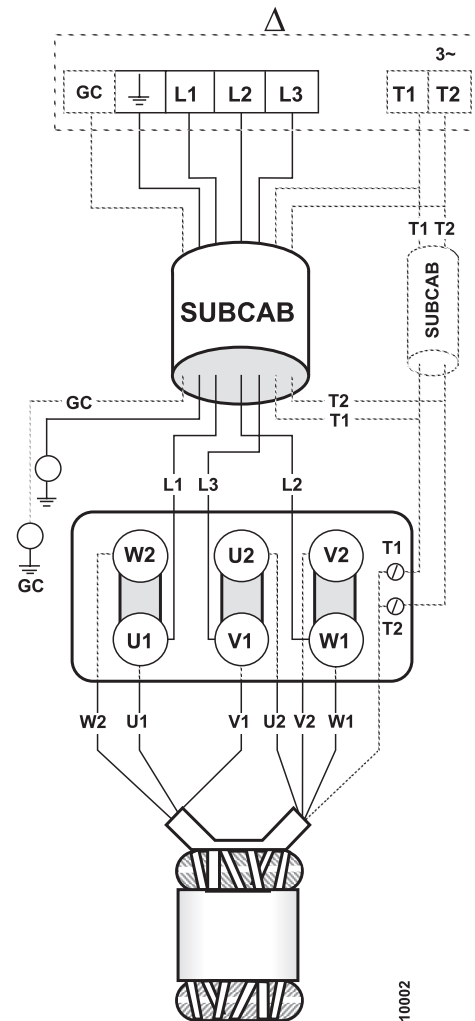 Δ
3~
GC L1 L2 L3 T1 T2
T1 T2
SUBCAB
SUBCAB
GC
T2
T1
L1 L3 L2
W2 U2 V2 T1
GC
U1 V1 W1 T2
W2 U1 V1 U2 V2 W1
10002